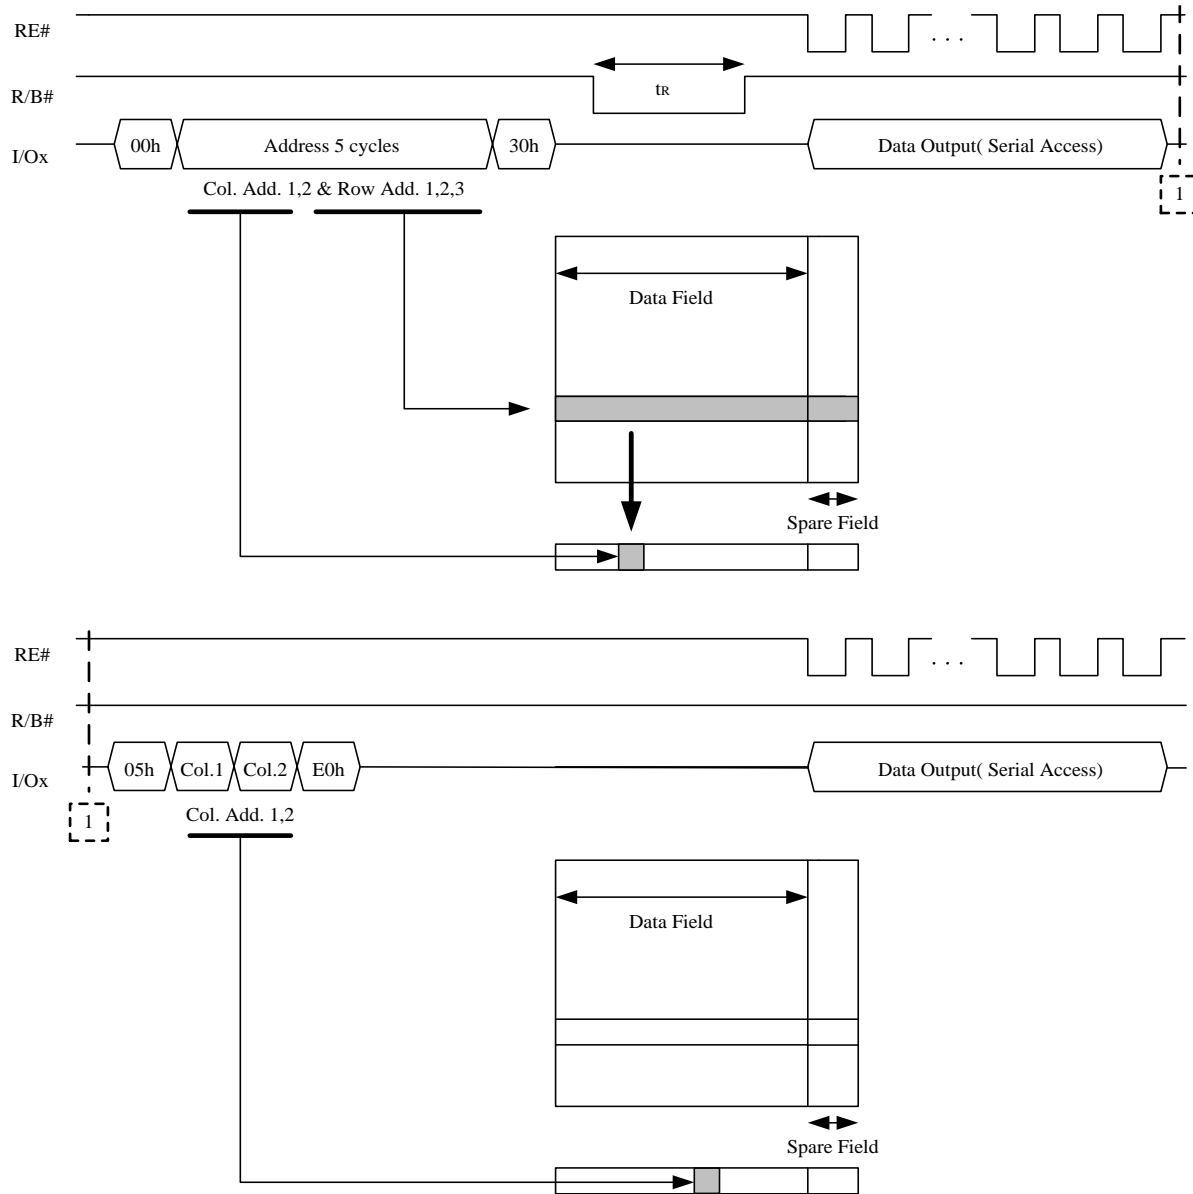 RE#
R/B#
tR
I/Ox
00h
Address 5 cycles
30h
Data Output( Serial Access)
Col. Add. 1,2 & Row Add. 1,2,3
1
Data Field
Spare Field
RE#
. . .
R/B#
I/Ox
05h
Col.1
Col.2
E0h
Data Output( Serial Access)
1
Col. Add. 1,2
Data Field
Spare Field